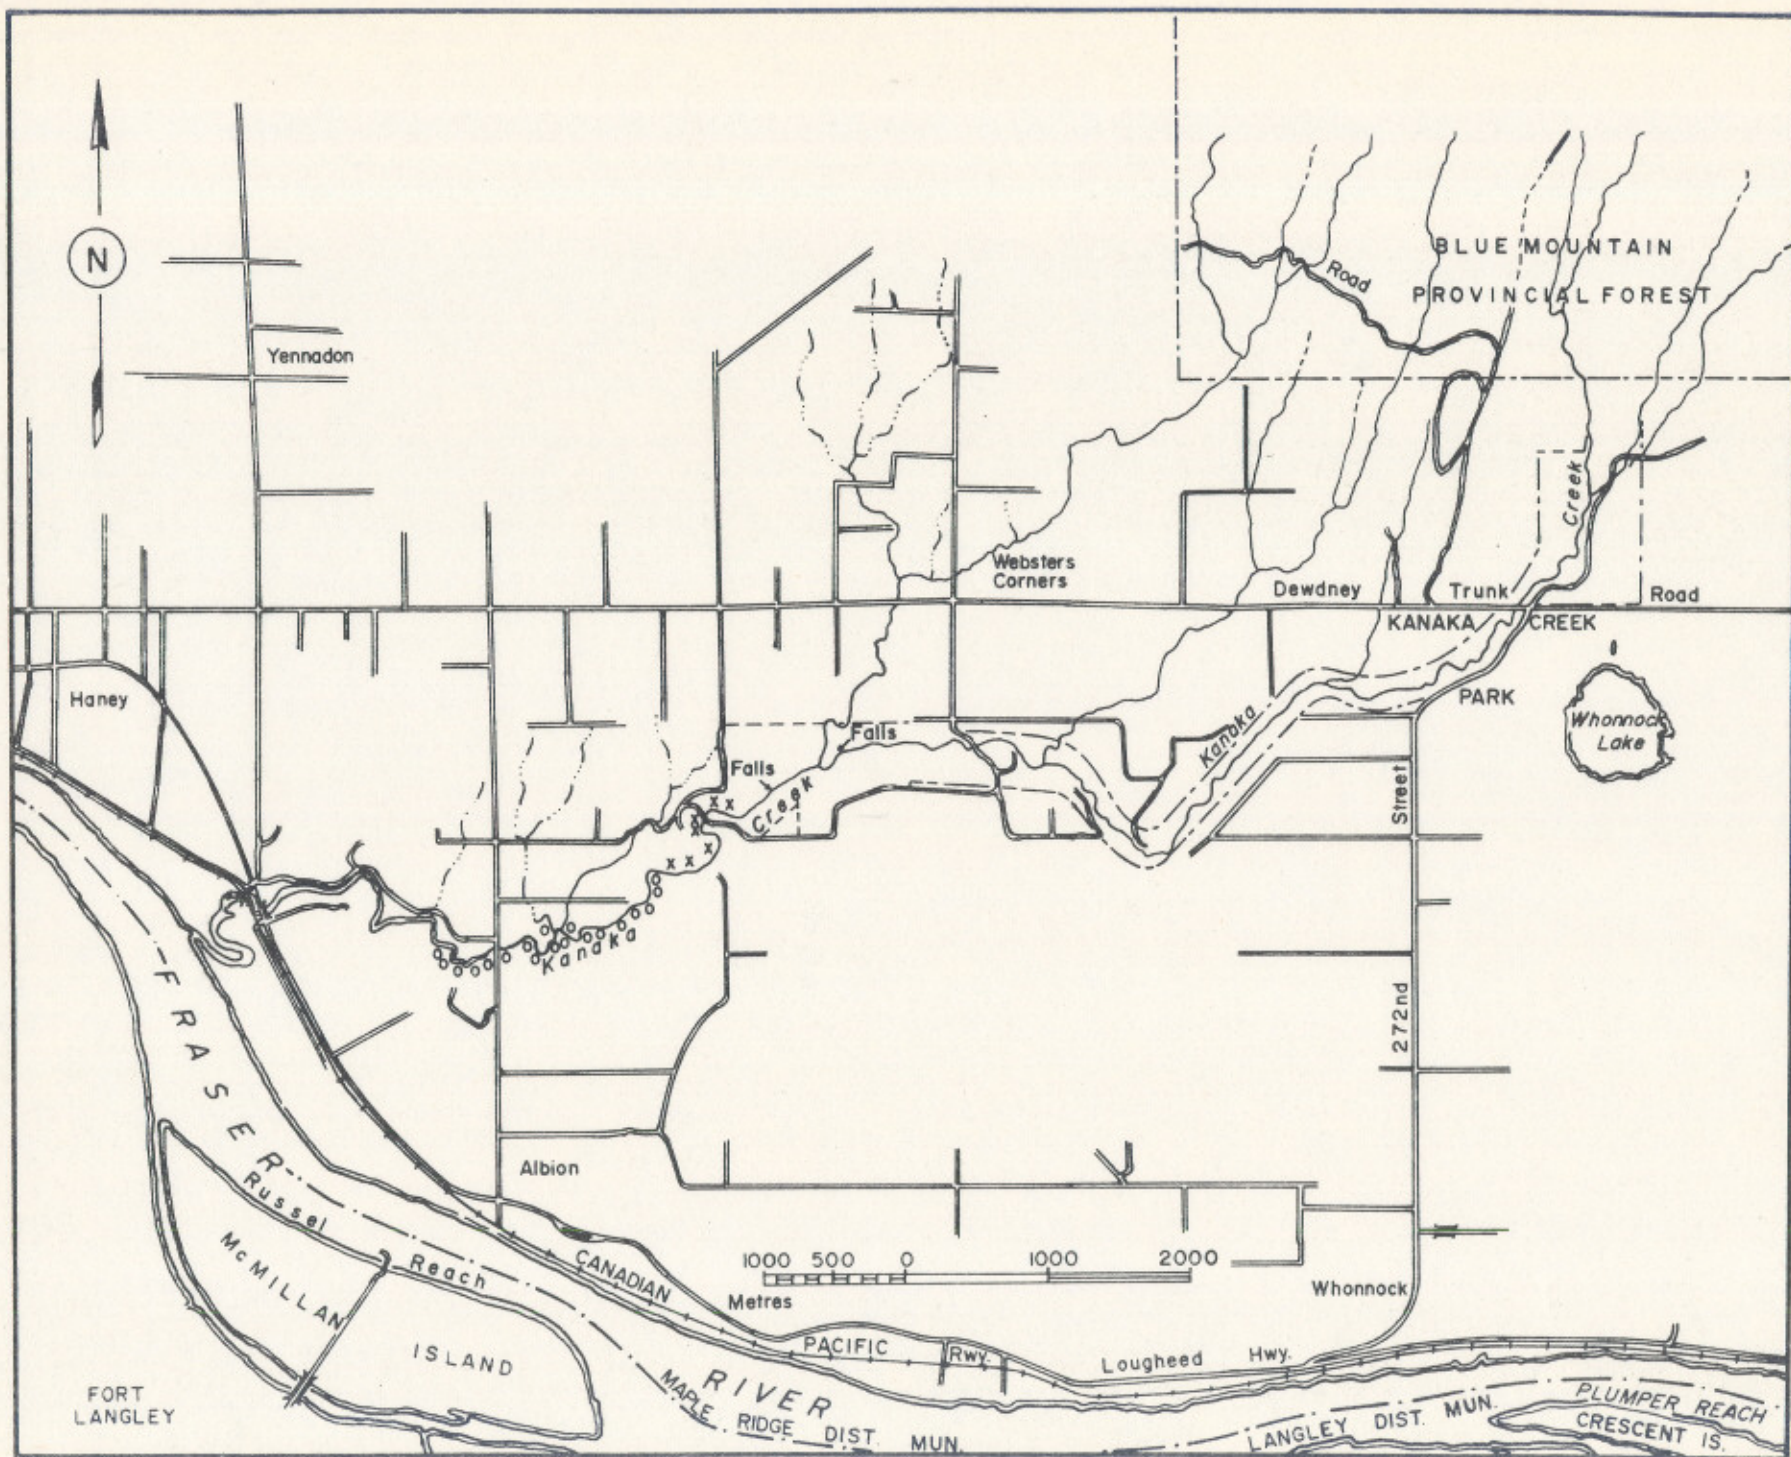 N
BLUE MOUNTAIN
PROVINCIAL FOREST
Road
Yennadon
Creek
Websters
Corners
Dewdney Trunk Road
KANAKA CREEK
PARK
Haney
Whonnock
Lake
Falls
Falls
Kanaka
Creek
Street
Kanaka
272nd
FRASER
Albion
Russel
Reach
McMILLAN
ISLAND
CANADIAN
1000 500 0 1000 2000
Metres
Whonnock
PACIFIC
Rwy.
Lougheed Hwy.
RIVER
FORT
LANGLEY
MAPLE RIDGE DIST. MUN.
LANGLEY DIST. MUN.
PLUMPER REACH
CRESCENT IS.
x x
x
x
x x x
o o o o o o o o o o o o o o o o o